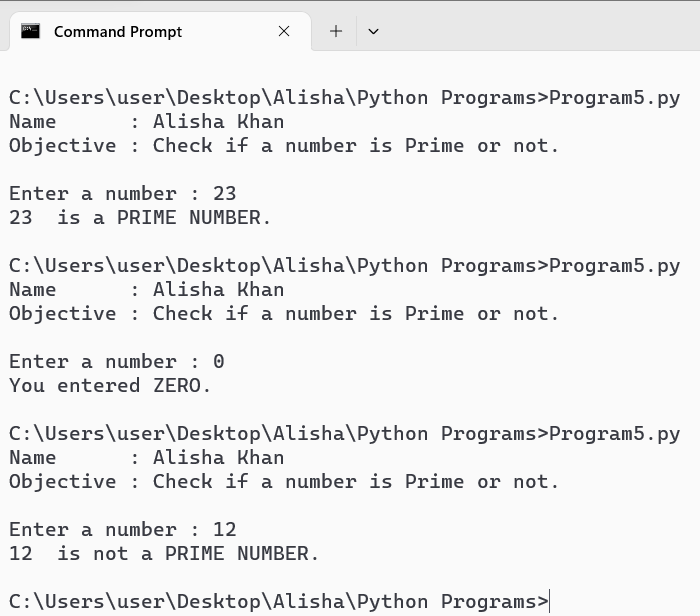 Command Prompt
C:\Users\user\Desktop\Alisha\Python Programs>Program5.py
Name      : Alisha Khan
Objective : Check if a number is Prime or not.
Enter a number : 23
23  is a PRIME NUMBER.
C:\Users\user\Desktop\Alisha\Python Programs>Program5.py
Name      : Alisha Khan
Objective : Check if a number is Prime or not.
Enter a number : 0
You entered ZERO.
C:\Users\user\Desktop\Alisha\Python Programs>Program5.py
Name      : Alisha Khan
Objective : Check if a number is Prime or not.
Enter a number : 12
12  is not a PRIME NUMBER.
C:\Users\user\Desktop\Alisha\Python Programs>